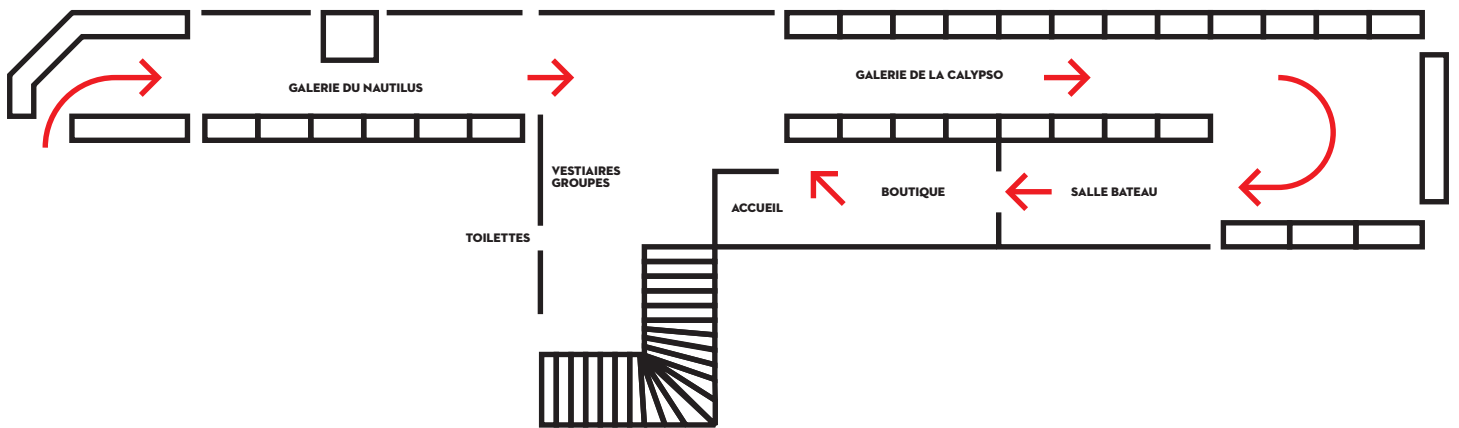 GALERIE DU NAUTILUS
GALERIE DE LA CALYPSO
VESTIAIRES
GROUPES
ACCUEIL
BOUTIQUE
SALLE BATEAU
TOILETTES